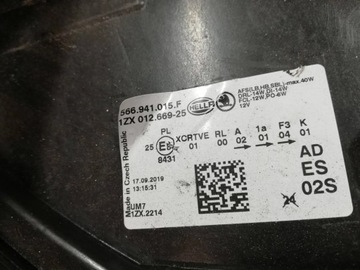 566.941.015.F
1ZX 012.669-25
HELLA
AFS(LB,HB,SBL)-max.40W
DRL-14W,DI-14W
FCL-12W,PO-6W
12V
PL XCRTVE RL A 1a F3 K
25 E8 01 00 02 01 04 01
8431
Made in Czech Republic
17.09.2019
13:15:31
UM7
1ZX.2214
AD
ES
02S